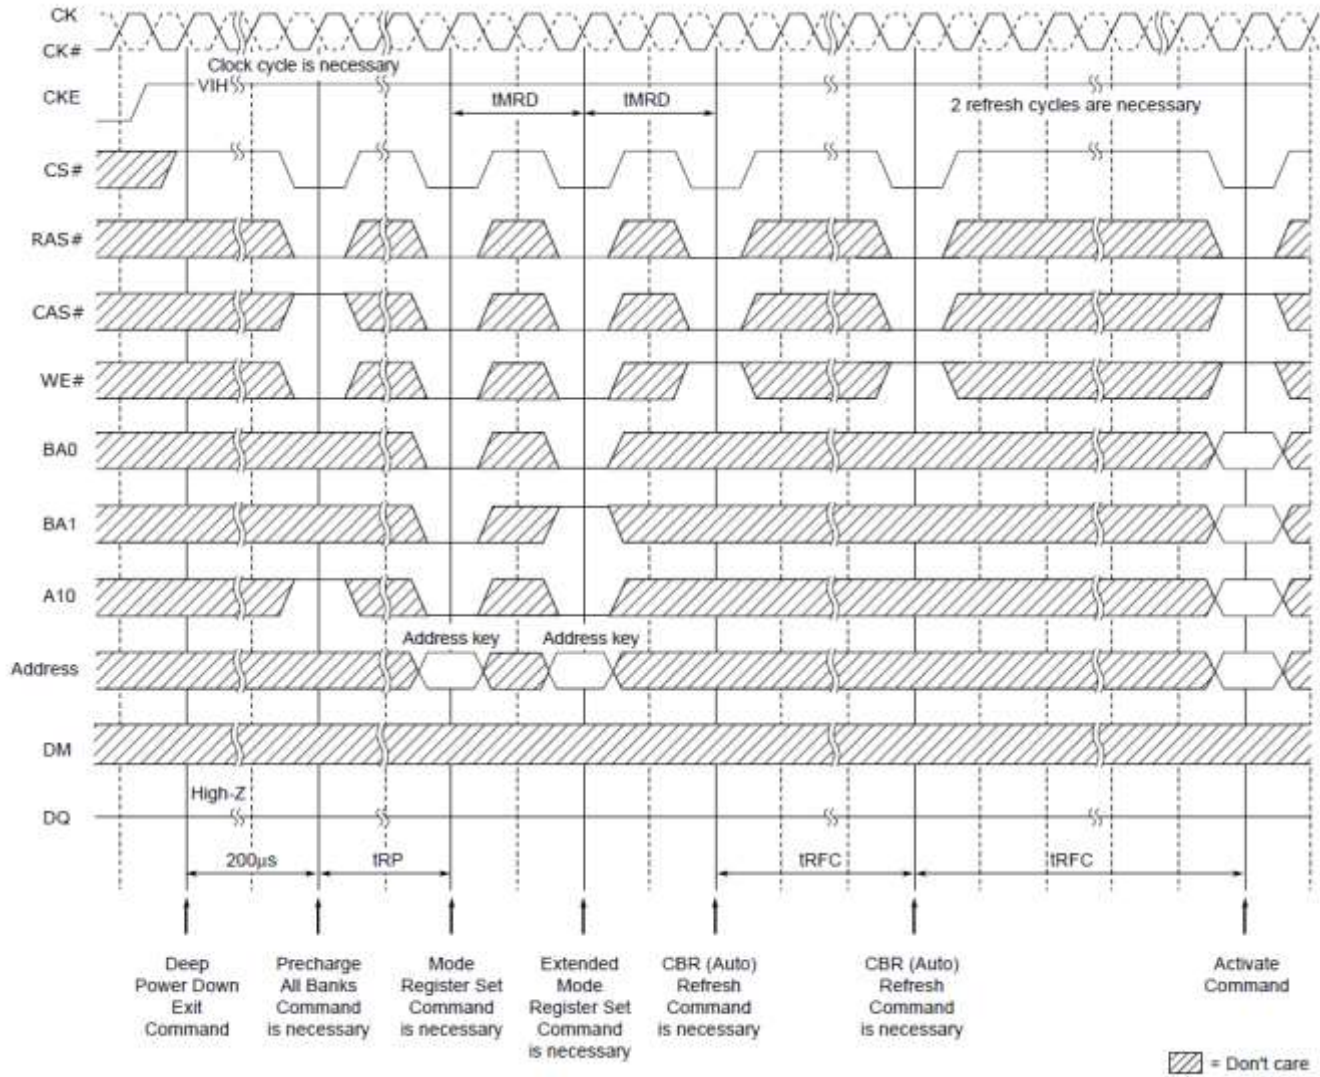 CK
CK#
Clock cycle is necessary
CKE
VIH
tMRD
tMRD
2 refresh cycles are necessary
CS#
RAS#
CAS#
WE#
BA0
BA1
A10
Address key
Address key
Address
DM
High-Z
DQ
200µs
tRP
tRFC
tRFC
Deep
Power Down
Exit
Command
Precharge
All Banks
Command
is necessary
Mode
Register Set
Command
is necessary
Extended
Mode
Register Set
Command
is necessary
CBR (Auto)
Refresh
Command
is necessary
CBR (Auto)
Refresh
Command
is necessary
Activate
Command
= Don't care